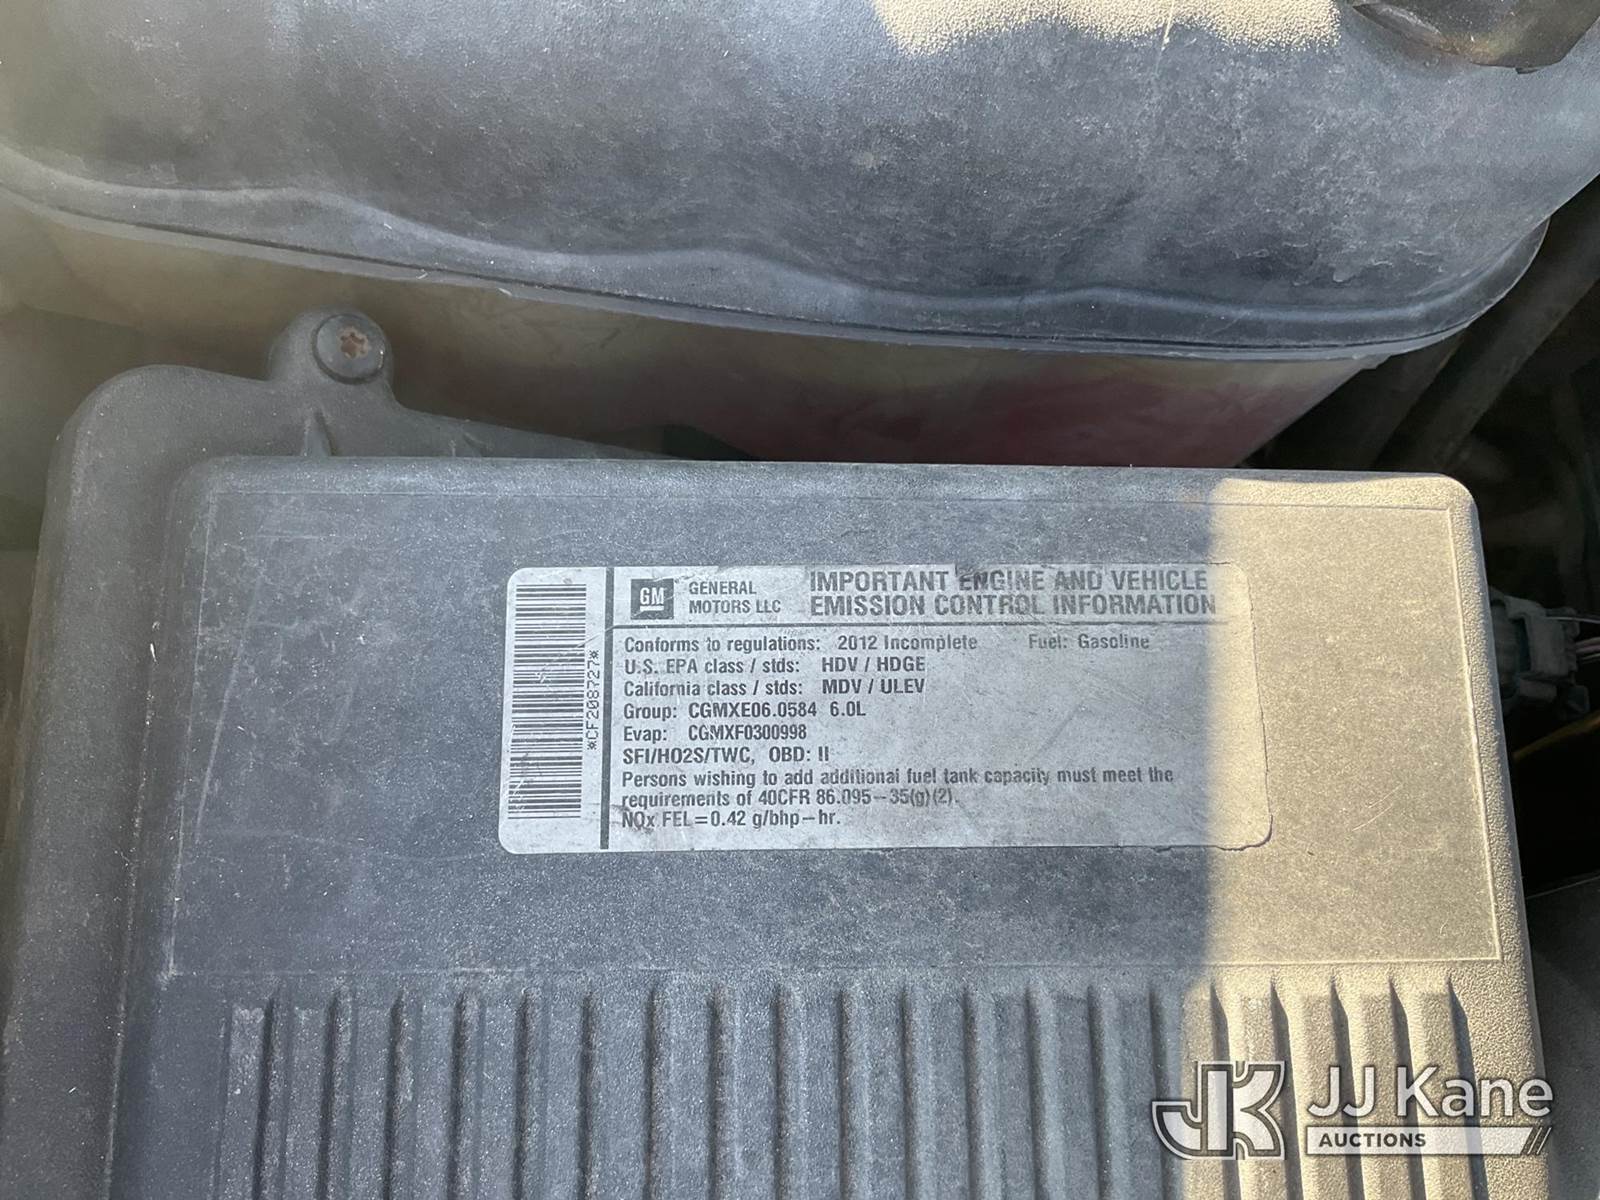 *CF208727*
GM GENERAL MOTORS LLC
IMPORTANT ENGINE AND VEHICLE
EMISSION CONTROL INFORMATION
Conforms to regulations: 2012 Incomplete Fuel: Gasoline
U.S. EPA class / stds: HDV / HDGE
California class / stds: MDV / ULEV
Group: CGMXE06.0584 6.0L
Evap: CGMXF0300998
SFI/HO2S/TWC, OBD: II
Persons wishing to add additional fuel tank capacity must meet the
requirements of 40CFR 86.095-35(g)(2).
NOx FEL=0.42 g/bhp-hr.
JK JJ Kane
AUCTIONS